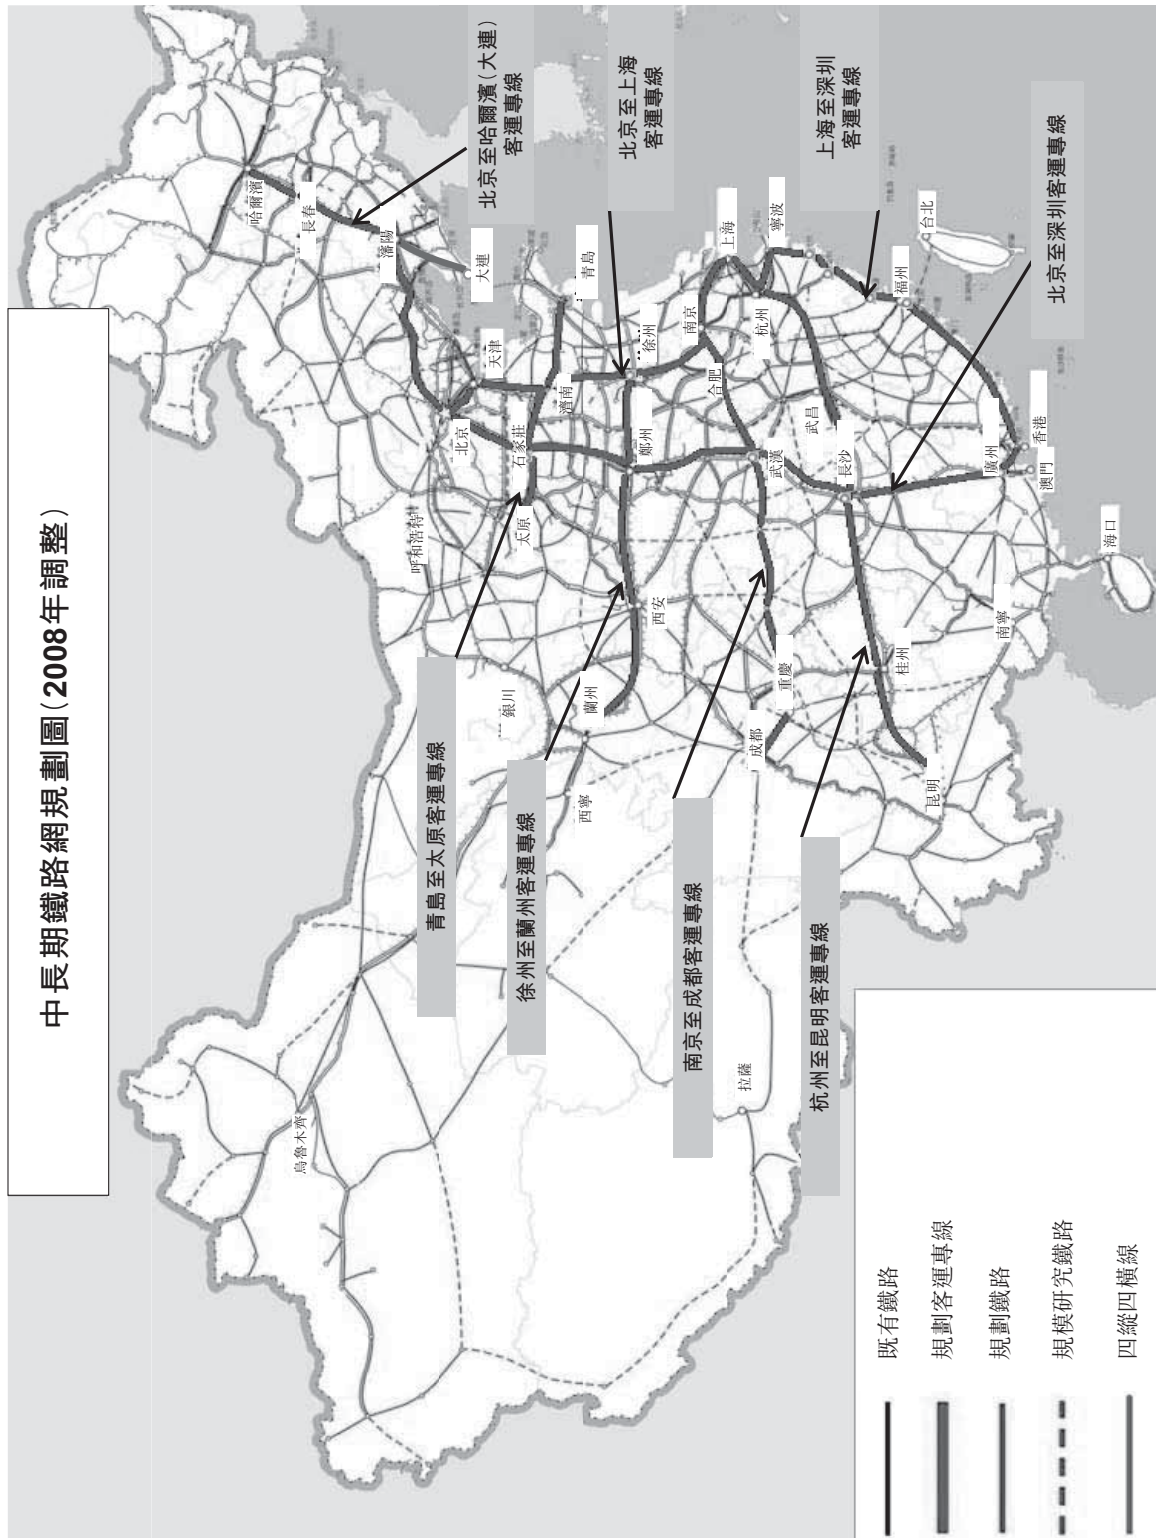 中長期鐵路網規劃圖(2008年調整)
北京至哈爾濱(大連)
客運專線
北京至上海
客運專線
上海至深圳
客運專線
北京至深圳客運專線
青島至太原客運專線
徐州至蘭州客運專線
南京至成都客運專線
杭州至昆明客運專線
哈爾濱
長春
瀋陽
大連
青島
天津
北京
濟南
石家莊
太原
呼和浩特
徐州
鄭州
西安
銀川
蘭州
西寧
上海
寧波
南京
杭州
合肥
武漢
武昌
長沙
重慶
成都
桂州
昆明
福州
台北
廣州
香港
澳門
海口
南寧
拉薩
烏魯木齊
既有鐵路
規劃客運專線
規劃鐵路
規模研究鐵路
四縱四橫線